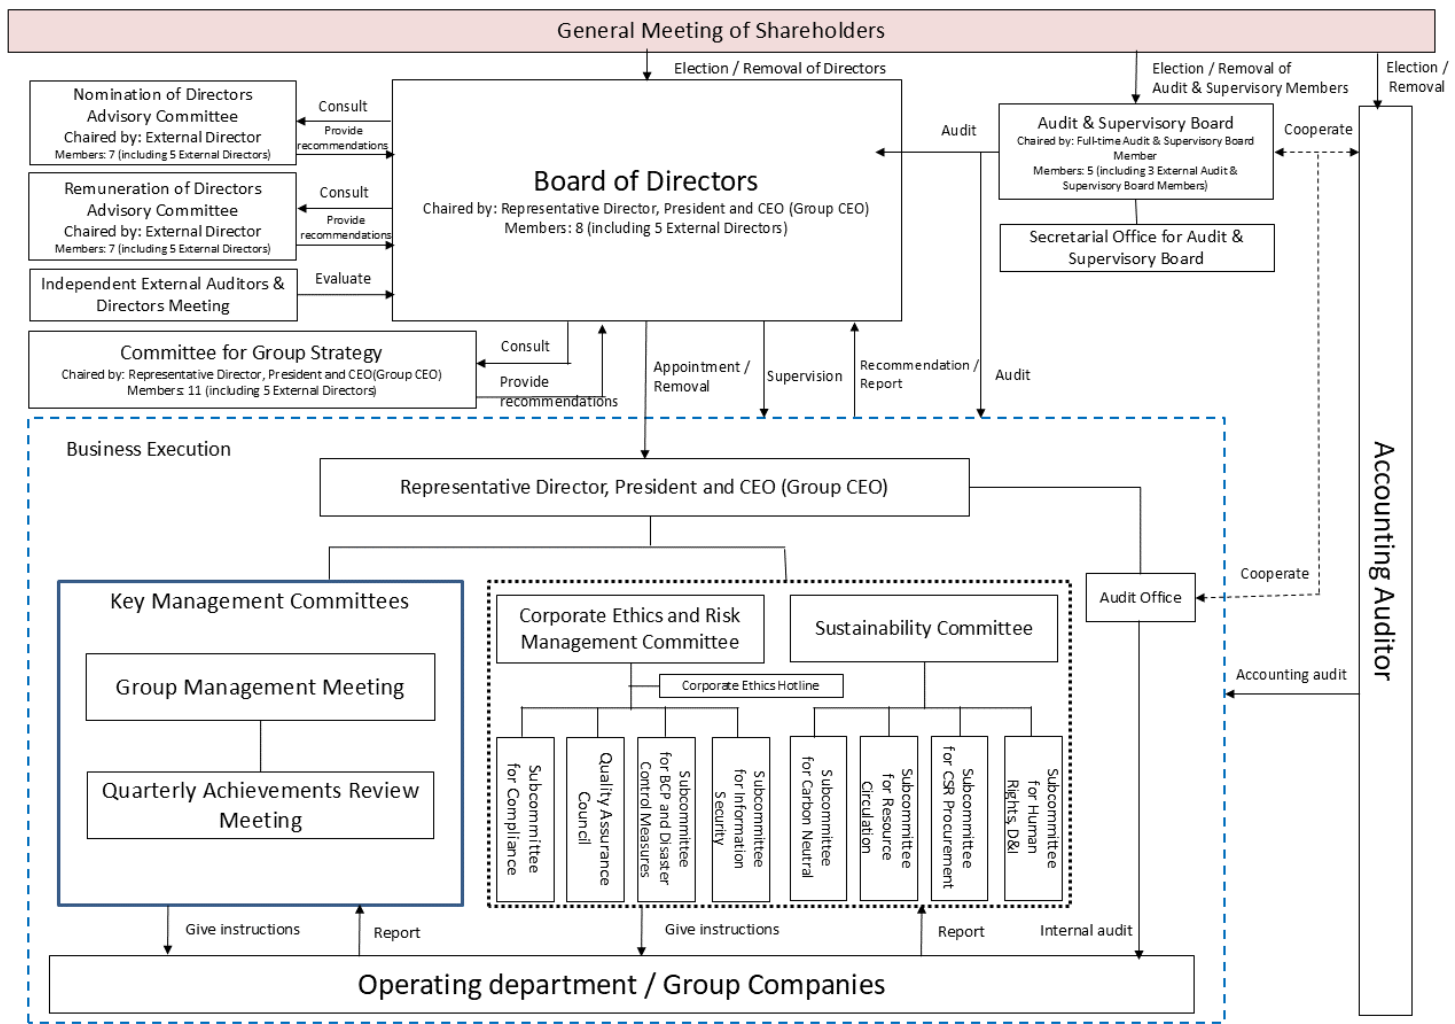 General Meeting of Shareholders
Election / Removal of Directors
Election / Removal of
Audit & Supervisory Members
Election /
Removal
Nomination of Directors
Advisory Committee
Chaired by: External Director
Members: 7 (including 5 External Directors)
Consult
Provide
recommendations
Remuneration of Directors
Advisory Committee
Chaired by: External Director
Members: 7 (including 5 External Directors)
Consult
Provide
recommendations
Independent External Auditors &
Directors Meeting
Evaluate
Board of Directors
Chaired by: Representative Director, President and CEO (Group CEO)
Members: 8 (including 5 External Directors)
Audit
Audit & Supervisory Board
Chaired by: Full-time Audit & Supervisory Board
Member
Members: 5 (including 3 External Audit &
Supervisory Board Members)
Cooperate
Secretarial Office for Audit &
Supervisory Board
Committee for Group Strategy
Chaired by: Representative Director, President and CEO(Group CEO)
Members: 11 (including 5 External Directors)
Consult
Provide
recommendations
Appointment /
Removal
Supervision
Recommendation /
Report
Audit
Accounting Auditor
Business Execution
Representative Director, President and CEO (Group CEO)
Key Management Committees
Group Management Meeting
Quarterly Achievements Review
Meeting
Corporate Ethics and Risk
Management Committee
Sustainability Committee
Corporate Ethics Hotline
Subcommittee
for Compliance
Quality Assurance
Council
Subcommittee
for BCP and Disaster
Control Measures
Subcommittee
for Information
Security
Subcommittee
for Carbon Neutral
Subcommittee
for Resource
Circulation
Subcommittee
for CSR Procurement
Subcommittee
for Human
Rights, D&I
Audit Office
Cooperate
Accounting audit
Give instructions
Report
Give instructions
Report
Internal audit
Operating department / Group Companies